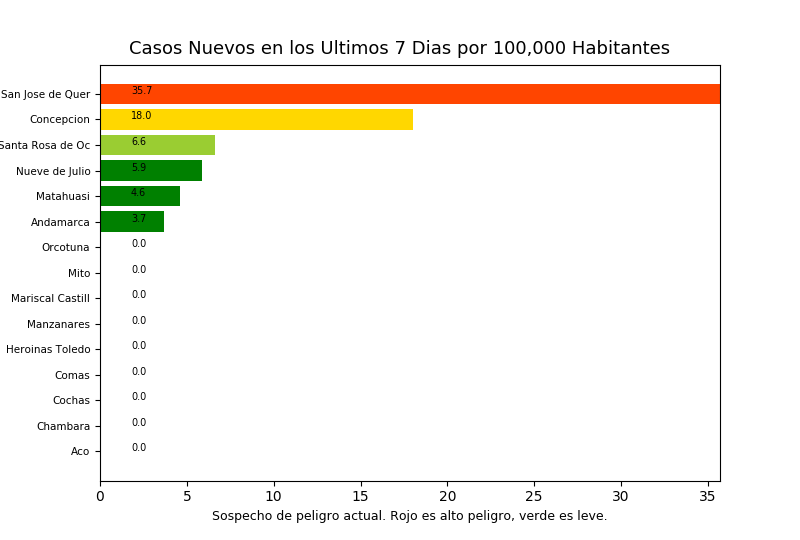 Casos Nuevos en los Ultimos 7 Dias por 100,000 Habitantes
San Jose de Quer 35.7
Concepcion 18.0
Santa Rosa de Oc 6.6
Nueve de Julio 5.9
Matahuasi 4.6
Andamarca 3.7
Orcotuna 0.0
Mito 0.0
Mariscal Castill 0.0
Manzanares 0.0
Heroinas Toledo 0.0
Comas 0.0
Cochas 0.0
Chambara 0.0
Aco 0.0
0 5 10 15 20 25 30 35
Sospecho de peligro actual. Rojo es alto peligro, verde es leve.